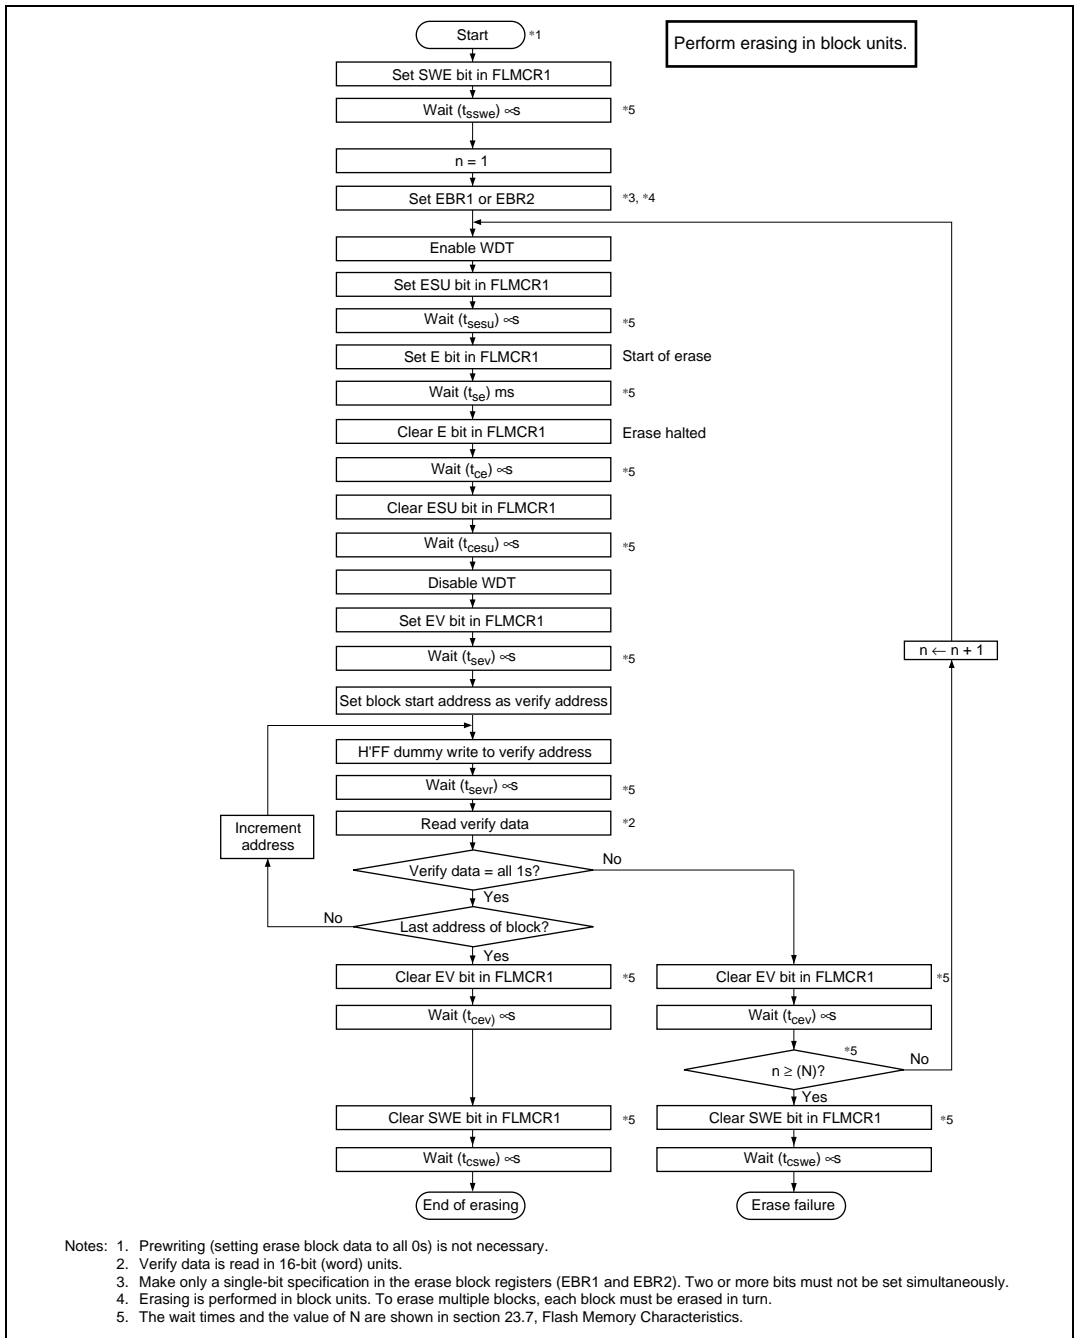 Start *1
Perform erasing in block units.
Set SWE bit in FLMCR1
Wait (tsswe) ∝s *5
n = 1
Set EBR1 or EBR2 *3, *4
Enable WDT
Set ESU bit in FLMCR1
Wait (tsesu) ∝s *5
Set E bit in FLMCR1 Start of erase
Wait (tse) ms *5
Clear E bit in FLMCR1 Erase halted
Wait (tce) ∝s *5
Clear ESU bit in FLMCR1
Wait (tcesu) ∝s *5
Disable WDT
Set EV bit in FLMCR1
Wait (tsev) ∝s *5
n ← n + 1
Set block start address as verify address
H'FF dummy write to verify address
Wait (tsevr) ∝s *5
Read verify data *2
Increment
address
Verify data = all 1s?
No
Yes
Last address of block?
No
Yes
Clear EV bit in FLMCR1 *5
Wait (tcev) ∝s
Clear EV bit in FLMCR1 *5
Wait (tcev) ∝s
n ≥ (N)? *5
No
Yes
Clear SWE bit in FLMCR1 *5
Wait (tcswe) ∝s
End of erasing
Clear SWE bit in FLMCR1 *5
Wait (tcswe) ∝s
Erase failure
Notes: 1. Prewriting (setting erase block data to all 0s) is not necessary.
2. Verify data is read in 16-bit (word) units.
3. Make only a single-bit specification in the erase block registers (EBR1 and EBR2). Two or more bits must not be set simultaneously.
4. Erasing is performed in block units. To erase multiple blocks, each block must be erased in turn.
5. The wait times and the value of N are shown in section 23.7, Flash Memory Characteristics.